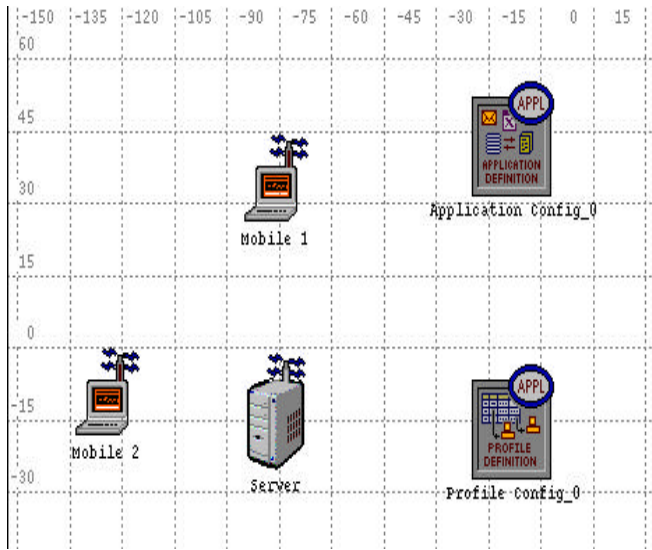 -150 -135 -120 -105 -90 -75 -60 -45 -30 -15 0 15
60
APPL
45
APPLICATION
DEFINITION
30
Application Config_0
Mobile 1
15
0
APPL
-15
Mobile 2
PROFILE
DEFINITION
-30
Server
Profile Config_0